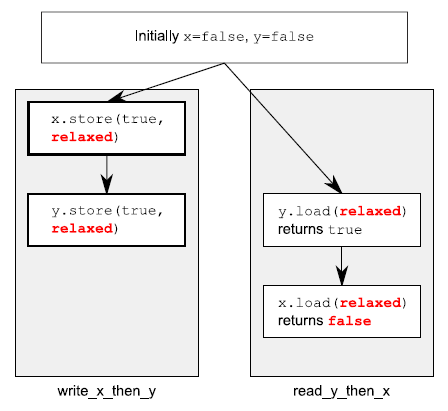 Initially x=false, y=false
x.store(true,
relaxed)
y.store(true,
relaxed)
write_x_then_y
y.load(relaxed)
returns true
x.load(relaxed)
returns false
read_y_then_x